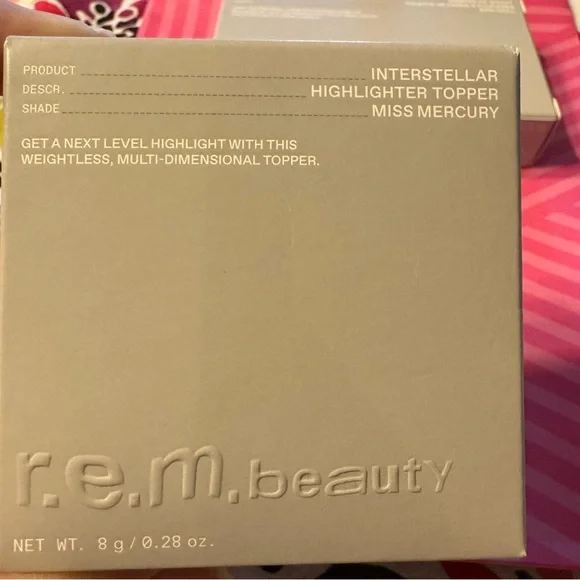 PRODUCT INTERSTELLAR
DESCR. HIGHLIGHTER TOPPER
SHADE MISS MERCURY
GET A NEXT LEVEL HIGHLIGHT WITH THIS
WEIGHTLESS, MULTI-DIMENSIONAL TOPPER.
r.e.m.beauty
NET WT. 8 g / 0.28 oz.